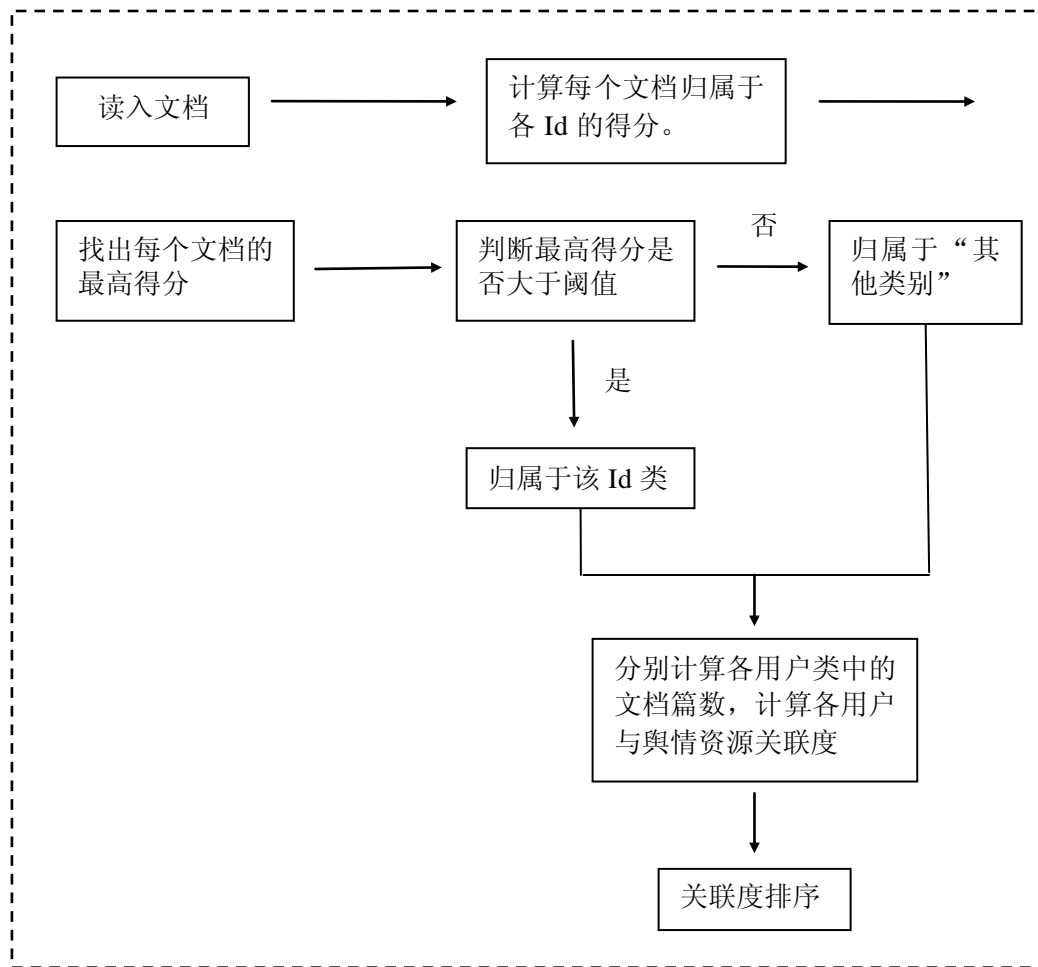 读入文档
计算每个文档归属于
各 Id 的得分。
找出每个文档的
最高得分
判断最高得分是
否大于阈值
否
归属于“其
他类别”
是
归属于该 Id 类
分别计算各用户类中的
文档篇数，计算各用户
与舆情资源关联度
关联度排序